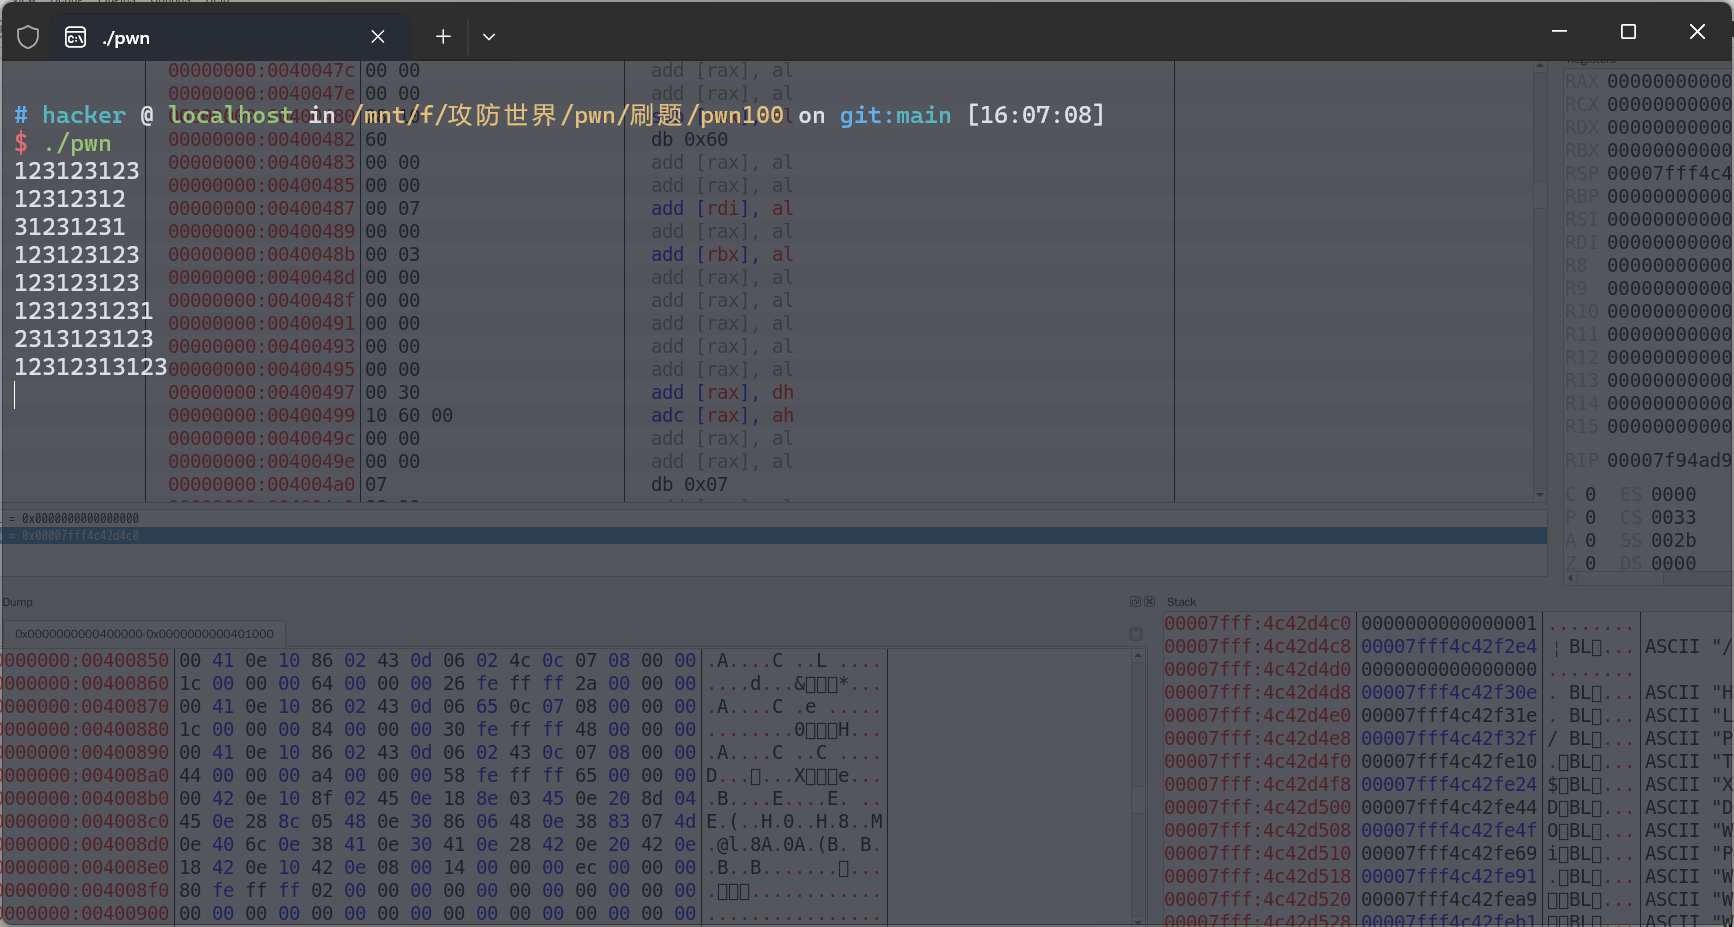 ./pwn
# hacker @ localhost in /mnt/f/攻防世界/pwn/刷题/pwn100 on git:main [16:07:08]
$ ./pwn
123123123
12312312
31231231
123123123
123123123
1231231231
2313123123
12312313123
00000000:0040047c 00 00 add [rax], al
00000000:0040047e 00 00 add [rax], al
00000000:00400482 60 db 0x60
00000000:00400483 00 00 add [rax], al
00000000:00400485 00 00 add [rax], al
00000000:00400487 00 07 add [rdi], al
00000000:00400489 00 00 add [rax], al
00000000:0040048b 00 03 add [rbx], al
00000000:0040048d 00 00 add [rax], al
00000000:0040048f 00 00 add [rax], al
00000000:00400491 00 00 add [rax], al
00000000:00400493 00 00 add [rax], al
00000000:00400495 00 00 add [rax], al
00000000:00400497 00 30 add [rax], dh
00000000:00400499 10 60 00 adc [rax], ah
00000000:0040049c 00 00 add [rax], al
00000000:0040049e 00 00 add [rax], al
00000000:004004a0 07 db 0x07
RAX 00000000000
RCX 00000000000
RDX 00000000000
RBX 00000000000
RSP 00007fff4c4
RBP 00000000000
RSI 00000000000
RDI 00000000000
R8 00000000000
R9 00000000000
R10 00000000000
R11 00000000000
R12 00000000000
R13 00000000000
R14 00000000000
R15 00000000000
RIP 00007f94ad9
C 0 ES 0000
P 0 CS 0033
A 0 SS 002b
Z 0 DS 0000
= 0x0000000000000000
= 0x00007fff4c42d4c0
Dump
0x0000000000400000-0x0000000000401000
0000000:00400850 00 41 0e 10 86 02 43 0d 06 02 4c 0c 07 08 00 00 .A....C ..L ....
0000000:00400860 1c 00 00 00 64 00 00 00 26 fe ff ff 2a 00 00 00 ....d...&▯▯▯*...
0000000:00400870 00 41 0e 10 86 02 43 0d 06 65 0c 07 08 00 00 00 .A....C .e .....
0000000:00400880 1c 00 00 00 84 00 00 00 30 fe ff ff 48 00 00 00 ........0▯▯▯H...
0000000:00400890 00 41 0e 10 86 02 43 0d 06 02 43 0c 07 08 00 00 .A....C ..C ....
0000000:004008a0 44 00 00 00 a4 00 00 00 58 fe ff ff 65 00 00 00 D...▯...X▯▯▯e...
0000000:004008b0 00 42 0e 10 8f 02 45 0e 18 8e 03 45 0e 20 8d 04 .B....E....E. ..
0000000:004008c0 45 0e 28 8c 05 48 0e 30 86 06 48 0e 38 83 07 4d E.(..H.0..H.8..M
0000000:004008d0 0e 40 6c 0e 38 41 0e 30 41 0e 28 42 0e 20 42 0e .@l.8A.0A.(B. B.
0000000:004008e0 18 42 0e 10 42 0e 08 00 14 00 00 00 ec 00 00 00 .B..B.......▯...
0000000:004008f0 80 fe ff ff 02 00 00 00 00 00 00 00 00 00 00 00 .▯▯▯............
0000000:00400900 00 00 00 00 00 00 00 00 00 00 00 00 00 00 00 00 ................
Stack
00007fff:4c42d4c0 0000000000000001 ........
00007fff:4c42d4c8 00007fff4c42f2e4 ¦ BL▯... ASCII "/
00007fff:4c42d4d0 0000000000000000 ........
00007fff:4c42d4d8 00007fff4c42f30e . BL▯... ASCII "H
00007fff:4c42d4e0 00007fff4c42f31e . BL▯... ASCII "L
00007fff:4c42d4e8 00007fff4c42f32f / BL▯... ASCII "P
00007fff:4c42d4f0 00007fff4c42fe10 .▯BL▯... ASCII "T
00007fff:4c42d4f8 00007fff4c42fe24 $▯BL▯... ASCII "X
00007fff:4c42d500 00007fff4c42fe44 D▯BL▯... ASCII "D
00007fff:4c42d508 00007fff4c42fe4f O▯BL▯... ASCII "W
00007fff:4c42d510 00007fff4c42fe69 i▯BL▯... ASCII "P
00007fff:4c42d518 00007fff4c42fe91 .▯BL▯... ASCII "W
00007fff:4c42d520 00007fff4c42fea9 ▯▯BL▯... ASCII "W
00007fff:4c42d528 00007fff4c42feb1 ▯▯BL▯... ASCII "W